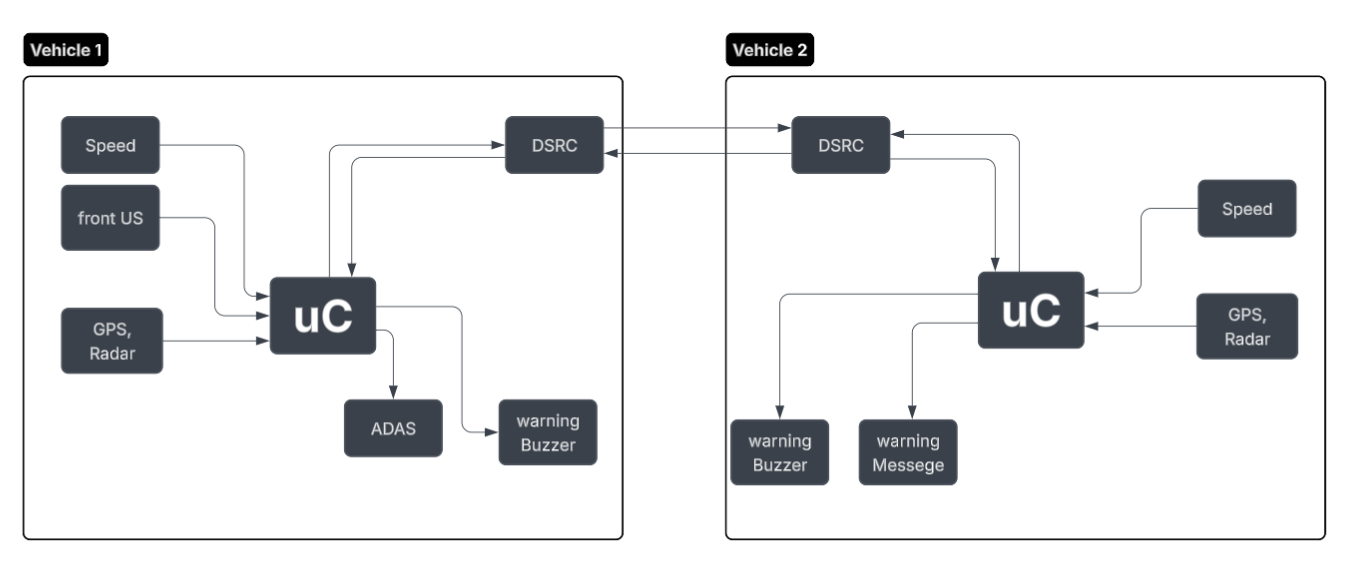 Vehicle 1
Speed
front US
GPS,
Radar
uC
DSRC
ADAS
warning
Buzzer
Vehicle 2
DSRC
Speed
uC
GPS,
Radar
warning
Buzzer
warning
Messege